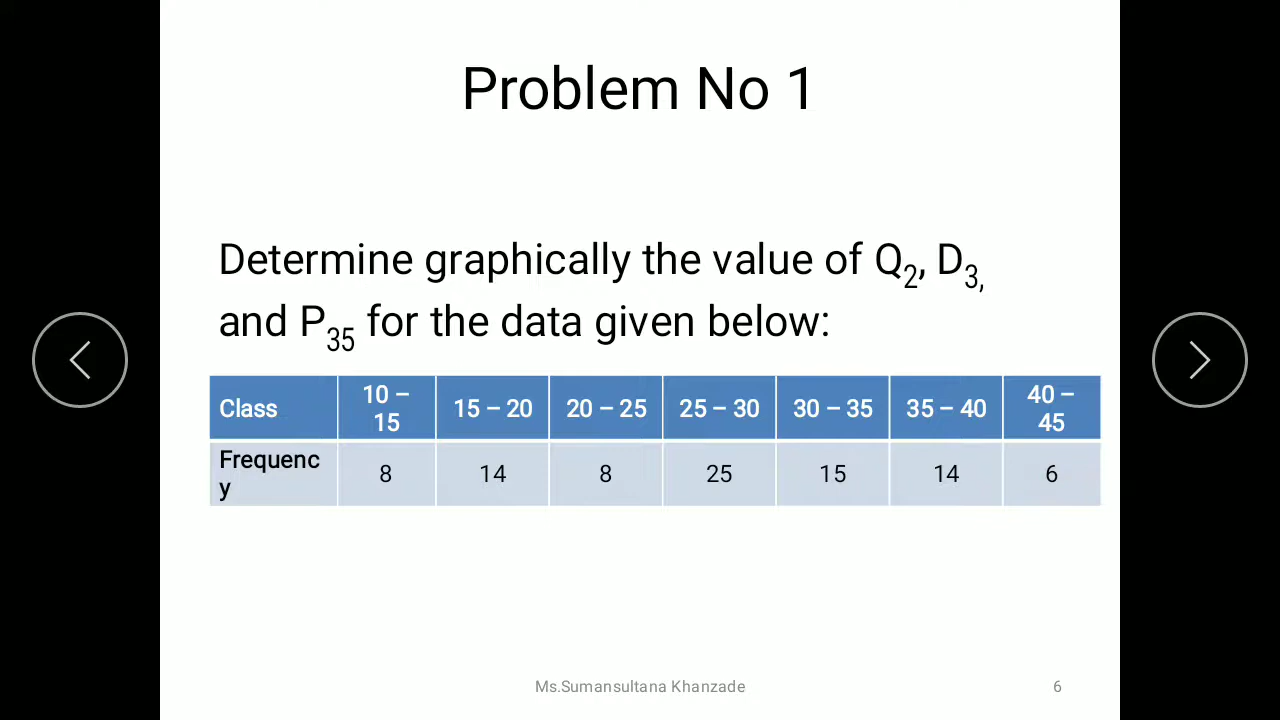 Problem No 1
Determine graphically the value of Q2, D3,
and P35 for the data given below:
Class 10 – 15 15 – 20 20 – 25 25 – 30 30 – 35 35 – 40 40 – 45
Frequency 8 14 8 25 15 14 6
Ms.Sumansultana Khanzade 6